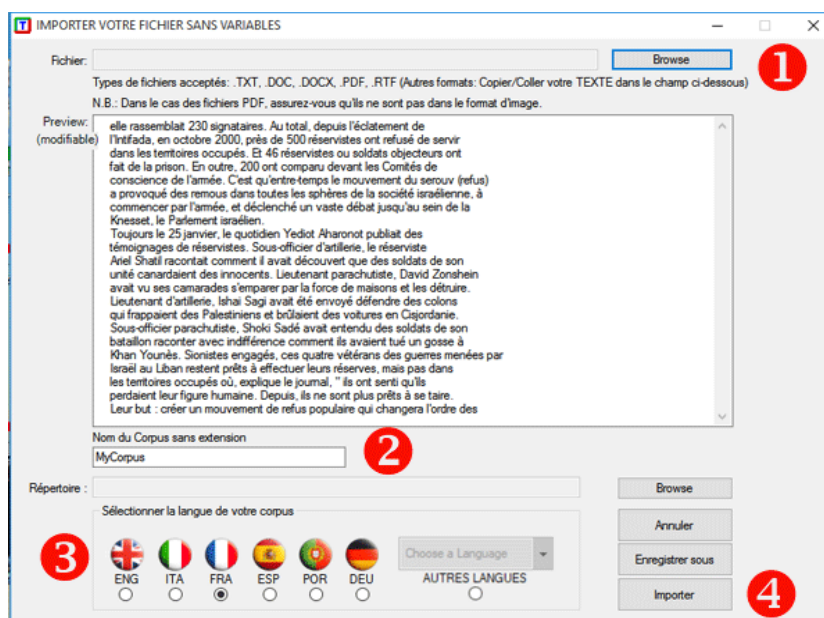 T IMPORTER VOTRE FICHIER SANS VARIABLES
Fichier:
Browse
1
Types de fichiers acceptés: .TXT, .DOC, .DOCX, .PDF, .RTF (Autres formats: Copier/Coller votre TEXTE dans le champ ci-dessous)
N.B.: Dans le cas des fichiers PDF, assurez-vous qu'ils ne sont pas dans le format d'image.
Preview:
(modifiable)
elle rassemblait 230 signataires. Au total, depuis l'éclatement de
l'Intifada, en octobre 2000, près de 500 réservistes ont refusé de servir
dans les territoires occupés. Et 46 réservistes ou soldats objecteurs ont
fait de la prison. En outre, 200 ont comparu devant les Comités de
conscience de l'armée. C'est qu'entre-temps le mouvement du serouv (refus)
a provoqué des remous dans toutes les sphères de la société israélienne, à
commencer par l'armée, et déclenché un vaste débat jusqu'au sein de la
Knesset, le Parlement israélien.
Toujours le 25 janvier, le quotidien Yediot Aharonot publiait des
témoignages de réservistes. Sous-officier d'artillerie, le réserviste
Ariel Shatil racontait comment il avait découvert que des soldats de son
unité canardaient des innocents. Lieutenant parachutiste, David Zonshein
avait vu ses camarades s'emparer par la force de maisons et les détruire.
Lieutenant d'artillerie, Ishai Sagi avait été envoyé défendre des colons
qui frappaient des Palestiniens et brûlaient des voitures en Cisjordanie.
Sous-officier parachutiste, Shoki Sadé avait entendu des soldats de son
bataillon raconter avec indifférence comment ils avaient tué un gosse à
Khan Younès. Sionistes engagés, ces quatre vétérans des guerres menées par
Israël au Liban restent prêts à effectuer leurs réserves, mais pas dans
les territoires occupés où, explique le journal, " ils ont senti qu'ils
perdaient leur figure humaine. Depuis, ils ne sont plus prêts à se taire.
Leur but : créer un mouvement de refus populaire qui changera l'ordre des
Nom du Corpus sans extension
2
MyCorpus
Répertoire :
Browse
Sélectionner la langue de votre corpus
Annuler
3
Choose a Language
Enregistrer sous
ENG ITA FRA ESP POR DEU AUTRES LANGUES
Importer
4